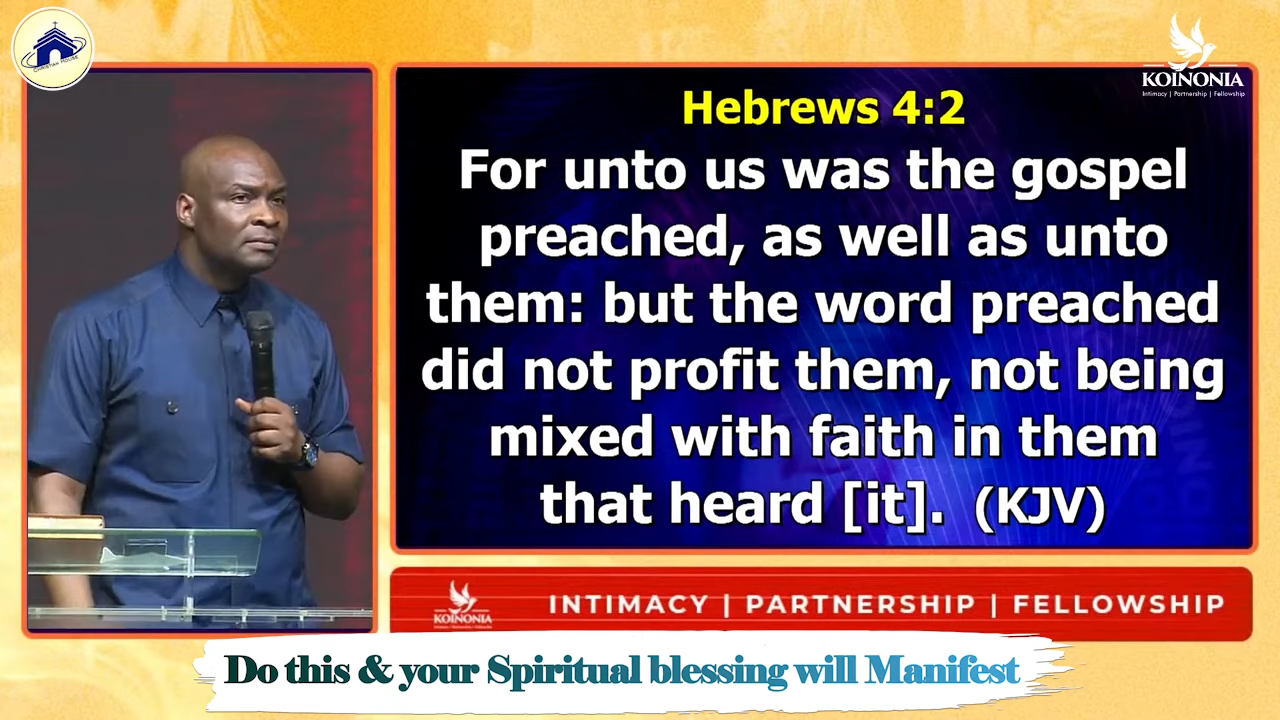 CHRISTIAN HOUSE
KOINONIA
Intimacy | Partnership | Fellowship
Hebrews 4:2
For unto us was the gospel
preached, as well as unto
them: but the word preached
did not profit them, not being
mixed with faith in them
that heard [it]. (KJV)
KOINONIA
INTIMACY | PARTNERSHIP | FELLOWSHIP
Do this & your Spiritual blessing will Manifest